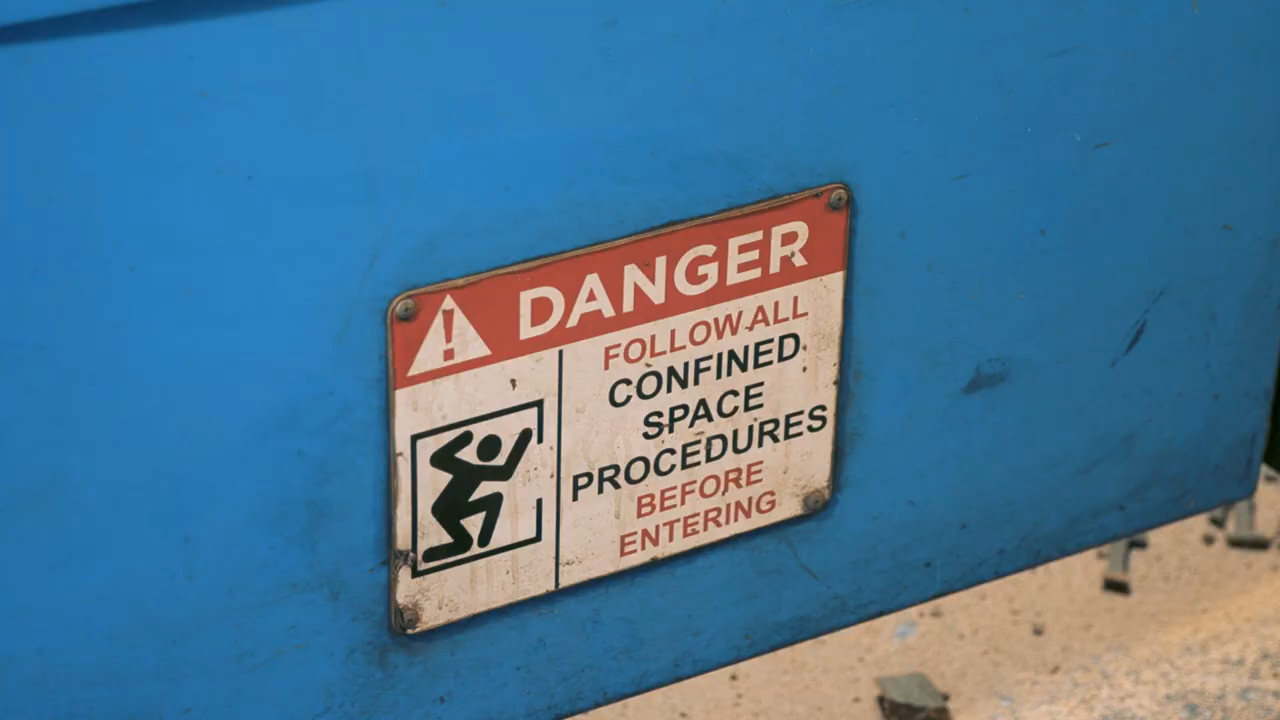 DANGER
FOLLOW ALL
CONFINED
SPACE
PROCEDURES
BEFORE
ENTERING